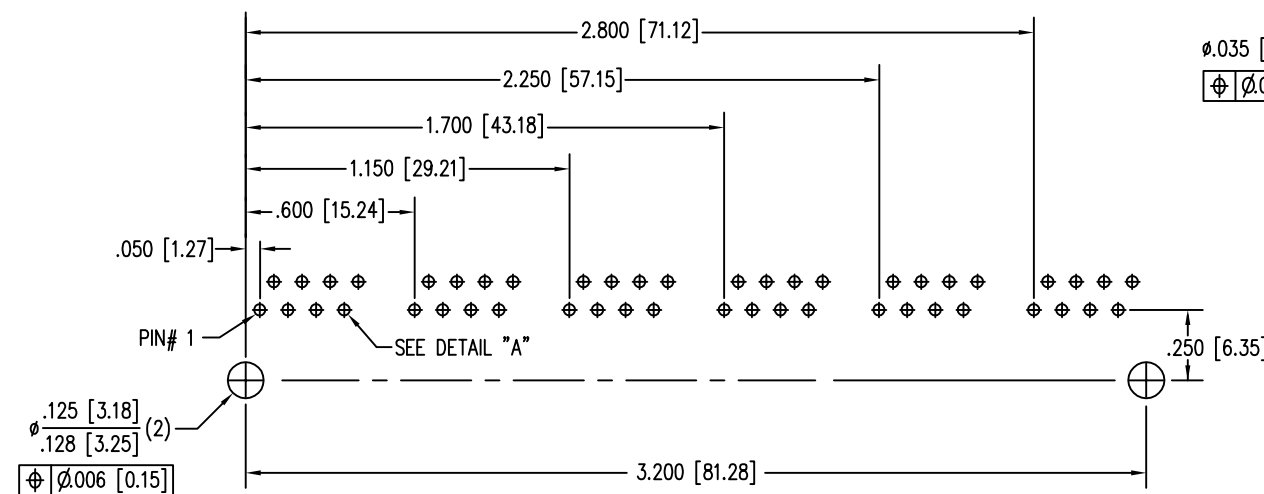 2.800 [71.12]
ø.035 [
2.250 [57.15]
⌖ Ø.0
1.700 [43.18]
1.150 [29.21]
.600 [15.24]
.050 [1.27]
PIN# 1
SEE DETAIL "A"
.250 [6.35]
ø .125 [3.18]
.128 [3.25] (2)
⌖ Ø.006 [0.15]
3.200 [81.28]